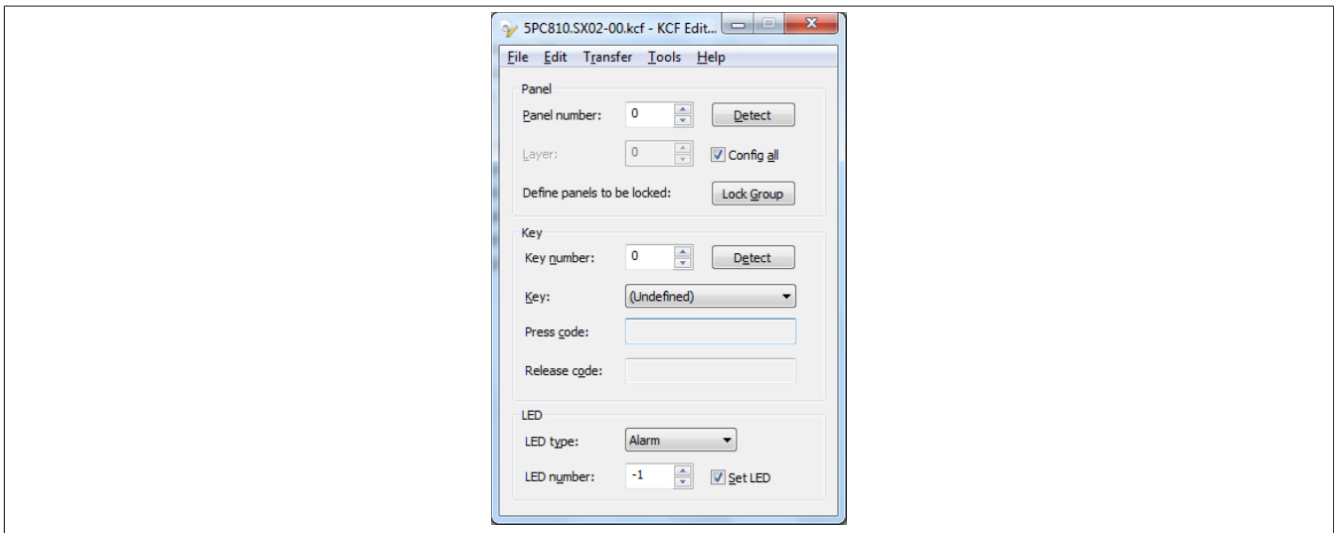 5PC810.SX02-00.kcf - KCF Edit...
File Edit Transfer Tools Help
Panel
Panel number: 0 Detect
Layer: 0 Config all
Define panels to be locked: Lock Group
Key
Key number: 0 Detect
Key: (Undefined)
Press code:
Release code:
LED
LED type: Alarm
LED number: -1 Set LED